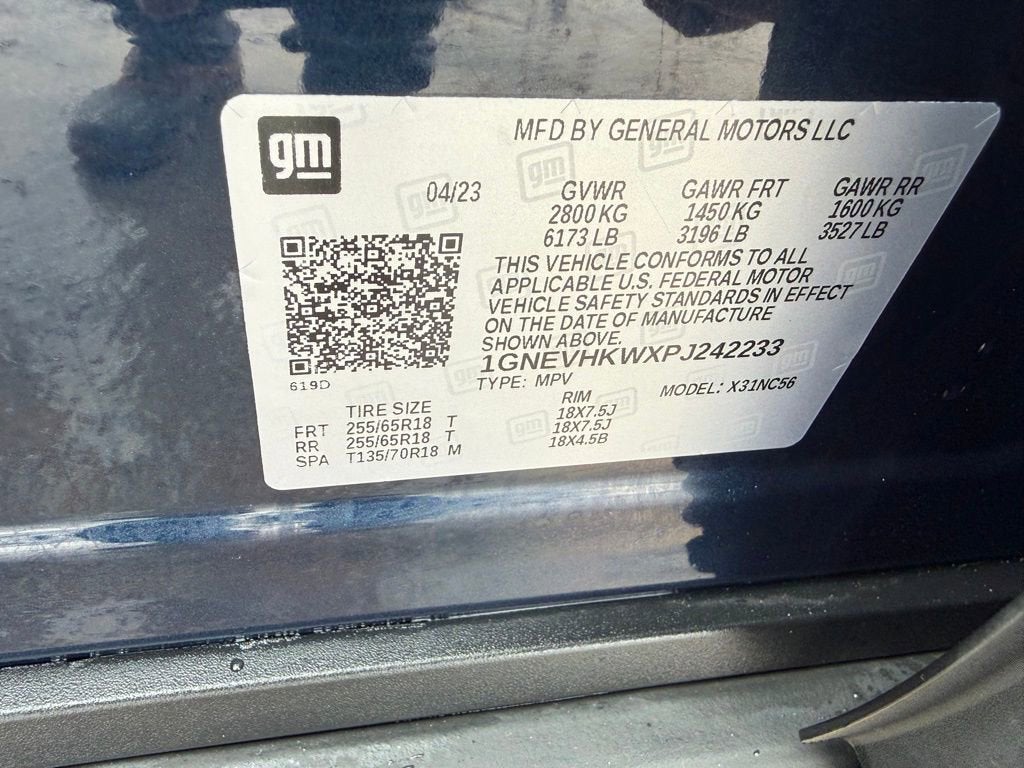 gm
MFD BY GENERAL MOTORS LLC
04/23
GVWR GAWR FRT GAWR RR
2800 KG 1450 KG 1600 KG
6173 LB 3196 LB 3527 LB
THIS VEHICLE CONFORMS TO ALL
APPLICABLE U.S. FEDERAL MOTOR
VEHICLE SAFETY STANDARDS IN EFFECT
ON THE DATE OF MANUFACTURE
SHOWN ABOVE.
1GNEVHKWXPJ242233
619D
TYPE: MPV MODEL: X31NC56
TIRE SIZE RIM
FRT 255/65R18 T 18X7.5J
RR 255/65R18 T 18X7.5J
SPA T135/70R18 M 18X4.5B